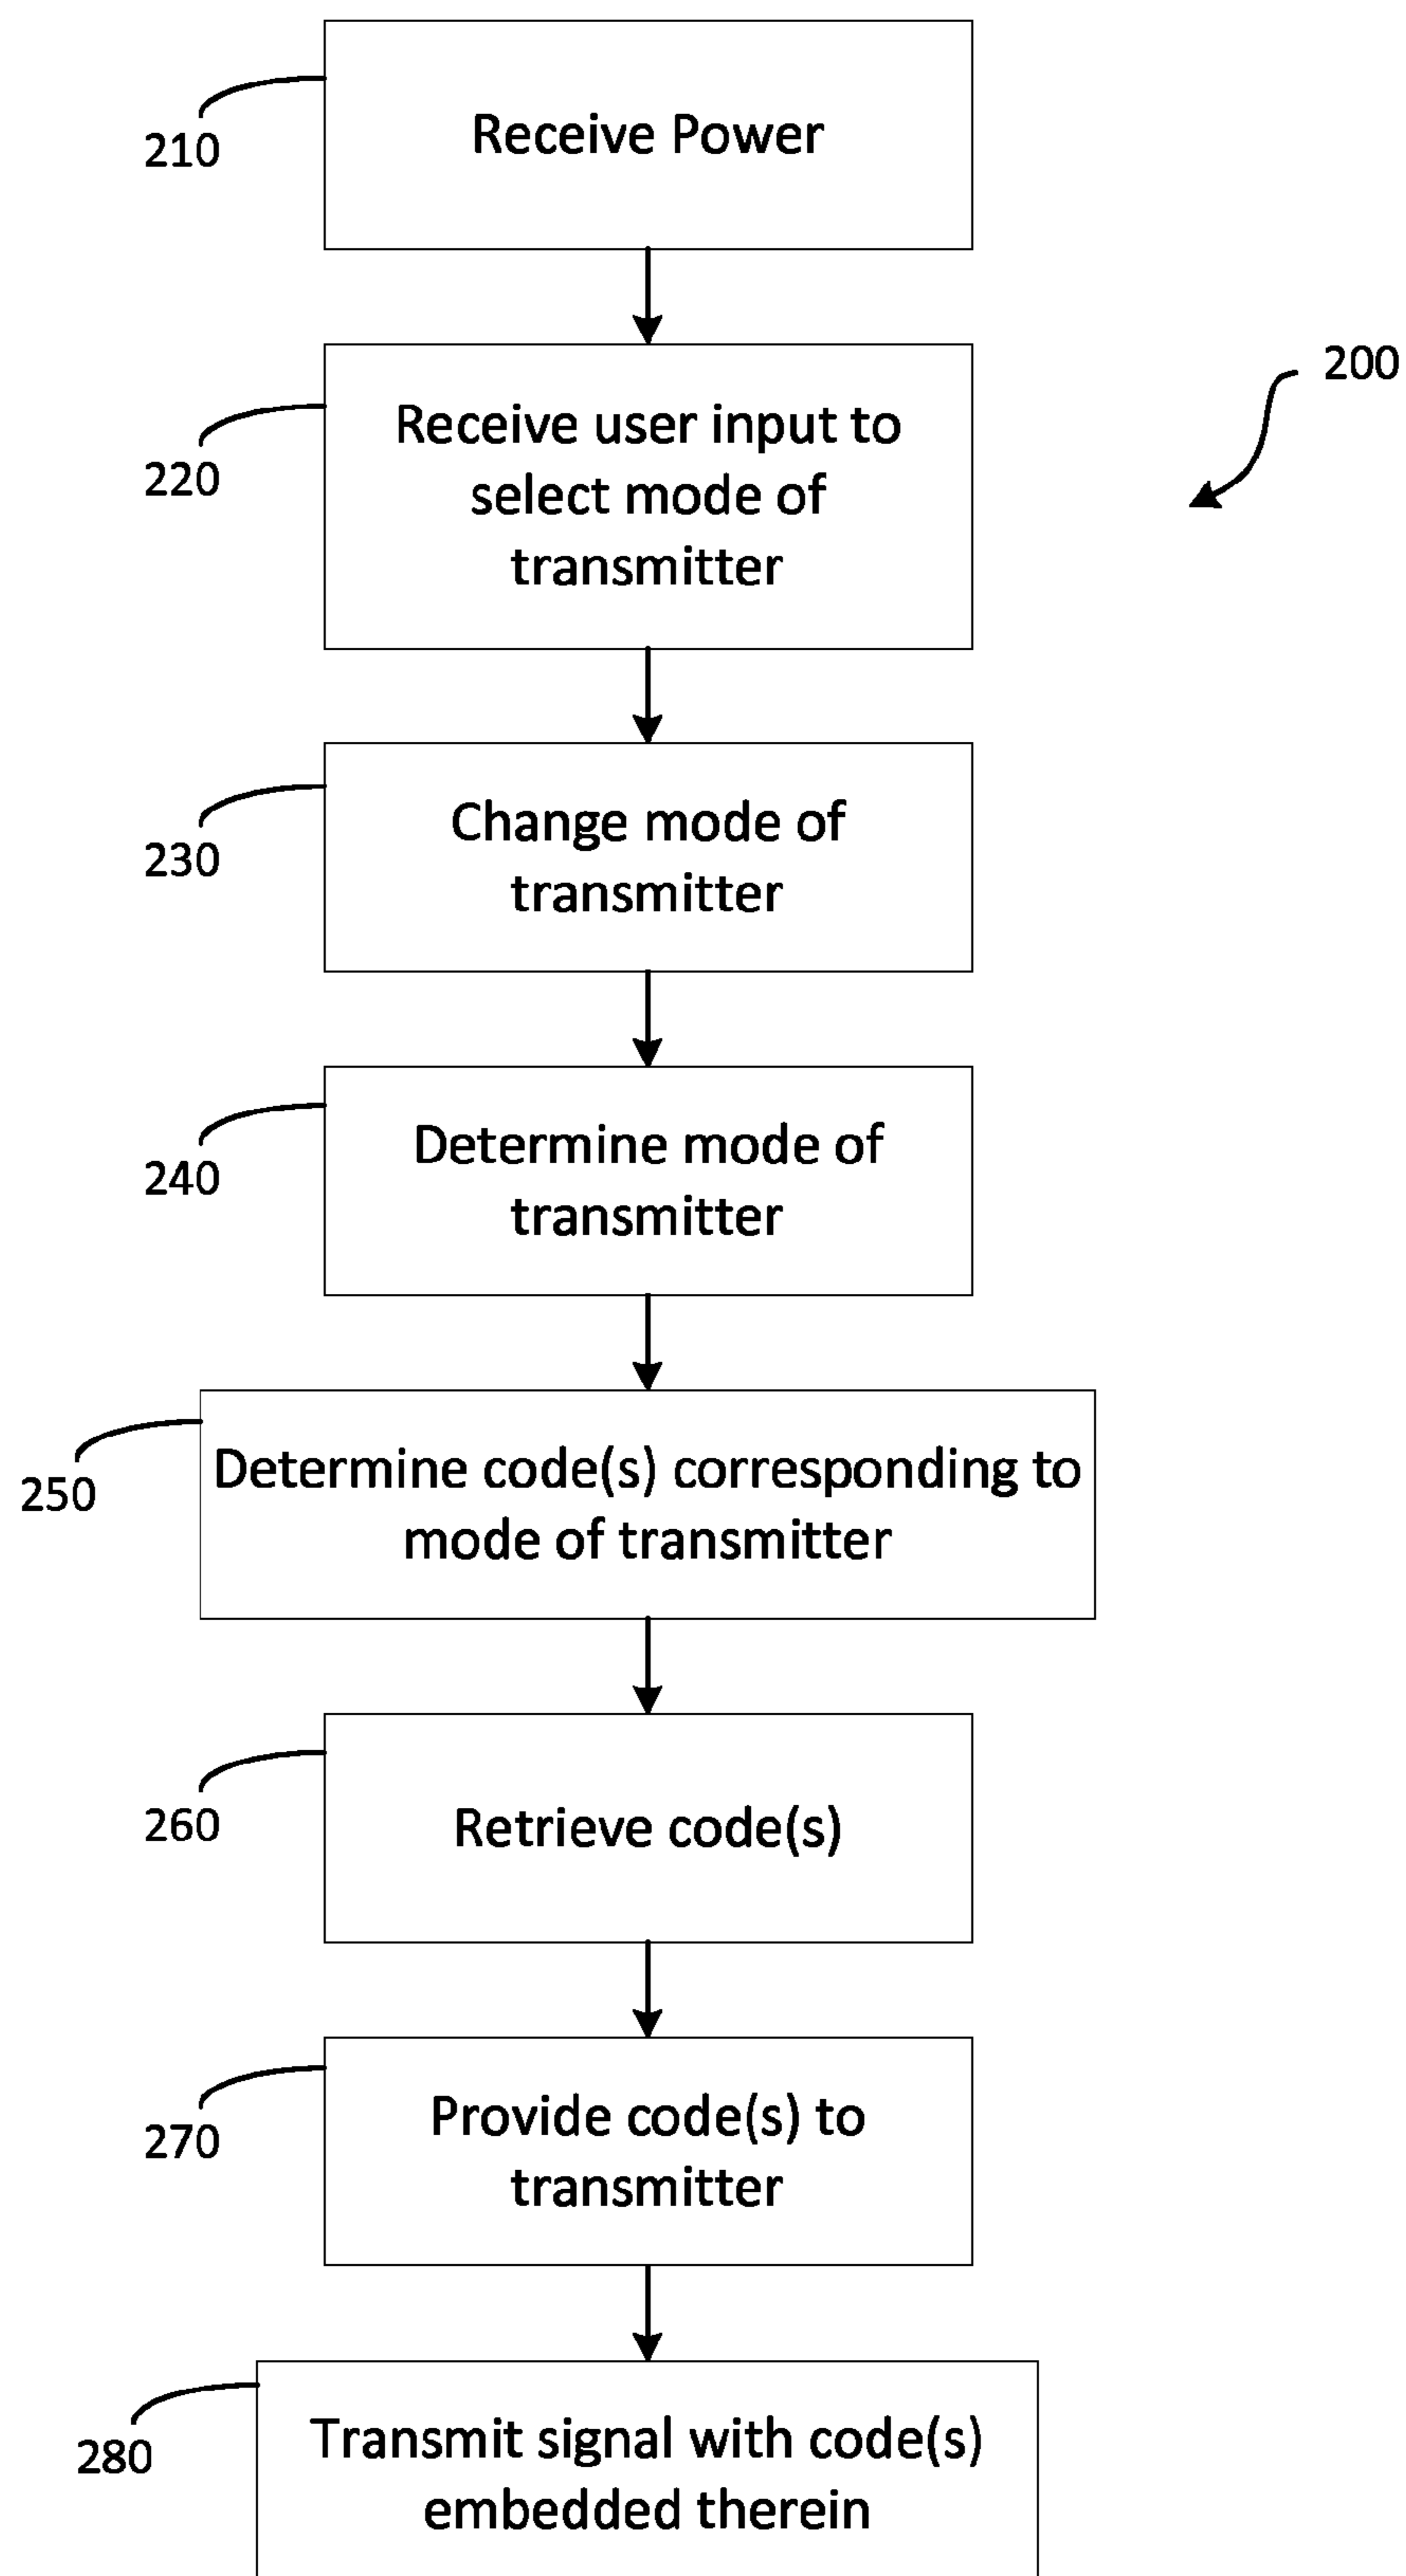 Receive Power
210
200
Receive user input to
select mode of
transmitter
220
Change mode of
transmitter
230
Determine mode of
transmitter
240
Determine code(s) corresponding to
mode of transmitter
250
Retrieve code(s)
260
Provide code(s) to
transmitter
270
Transmit signal with code(s)
embedded therein
280